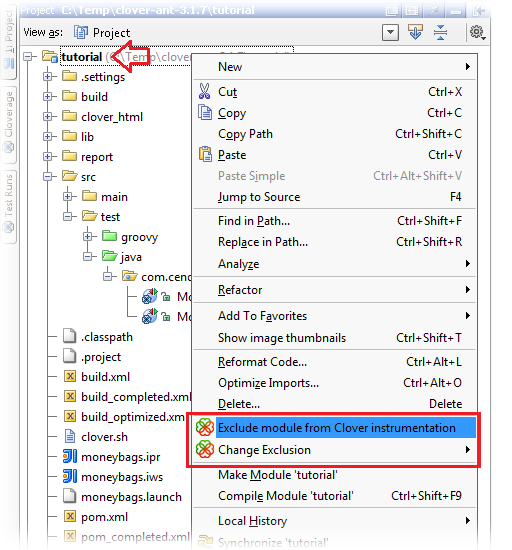 Project C:\Temp\clover-ant-3.1.7\tutorial
1: Project
Cloverage
Test Runs
View as: Project
tutorial (C:\Temp\clover
.settings
build
clover_html
lib
report
src
main
test
groovy
java
com.cend
Mo
Mo
.classpath
.project
build.xml
build_completed.xml
build_optimized.xm
clover.sh
moneybags.ipr
moneybags.iws
moneybags.launch
pom.xml
pom_completed.xml
New
Cut Ctrl+X
Copy Ctrl+C
Copy Path Ctrl+Shift+C
Paste Ctrl+V
Paste Simple Ctrl+Alt+Shift+V
Jump to Source F4
Find in Path... Ctrl+Shift+F
Replace in Path... Ctrl+Shift+R
Analyze
Refactor
Add To Favorites
Show image thumbnails Ctrl+Shift+T
Reformat Code... Ctrl+Alt+L
Optimize Imports... Ctrl+Alt+O
Delete... Delete
Exclude module from Clover instrumentation
Change Exclusion
Make Module 'tutorial'
Compile Module 'tutorial' Ctrl+Shift+F9
Local History
Synchronize 'tutorial'